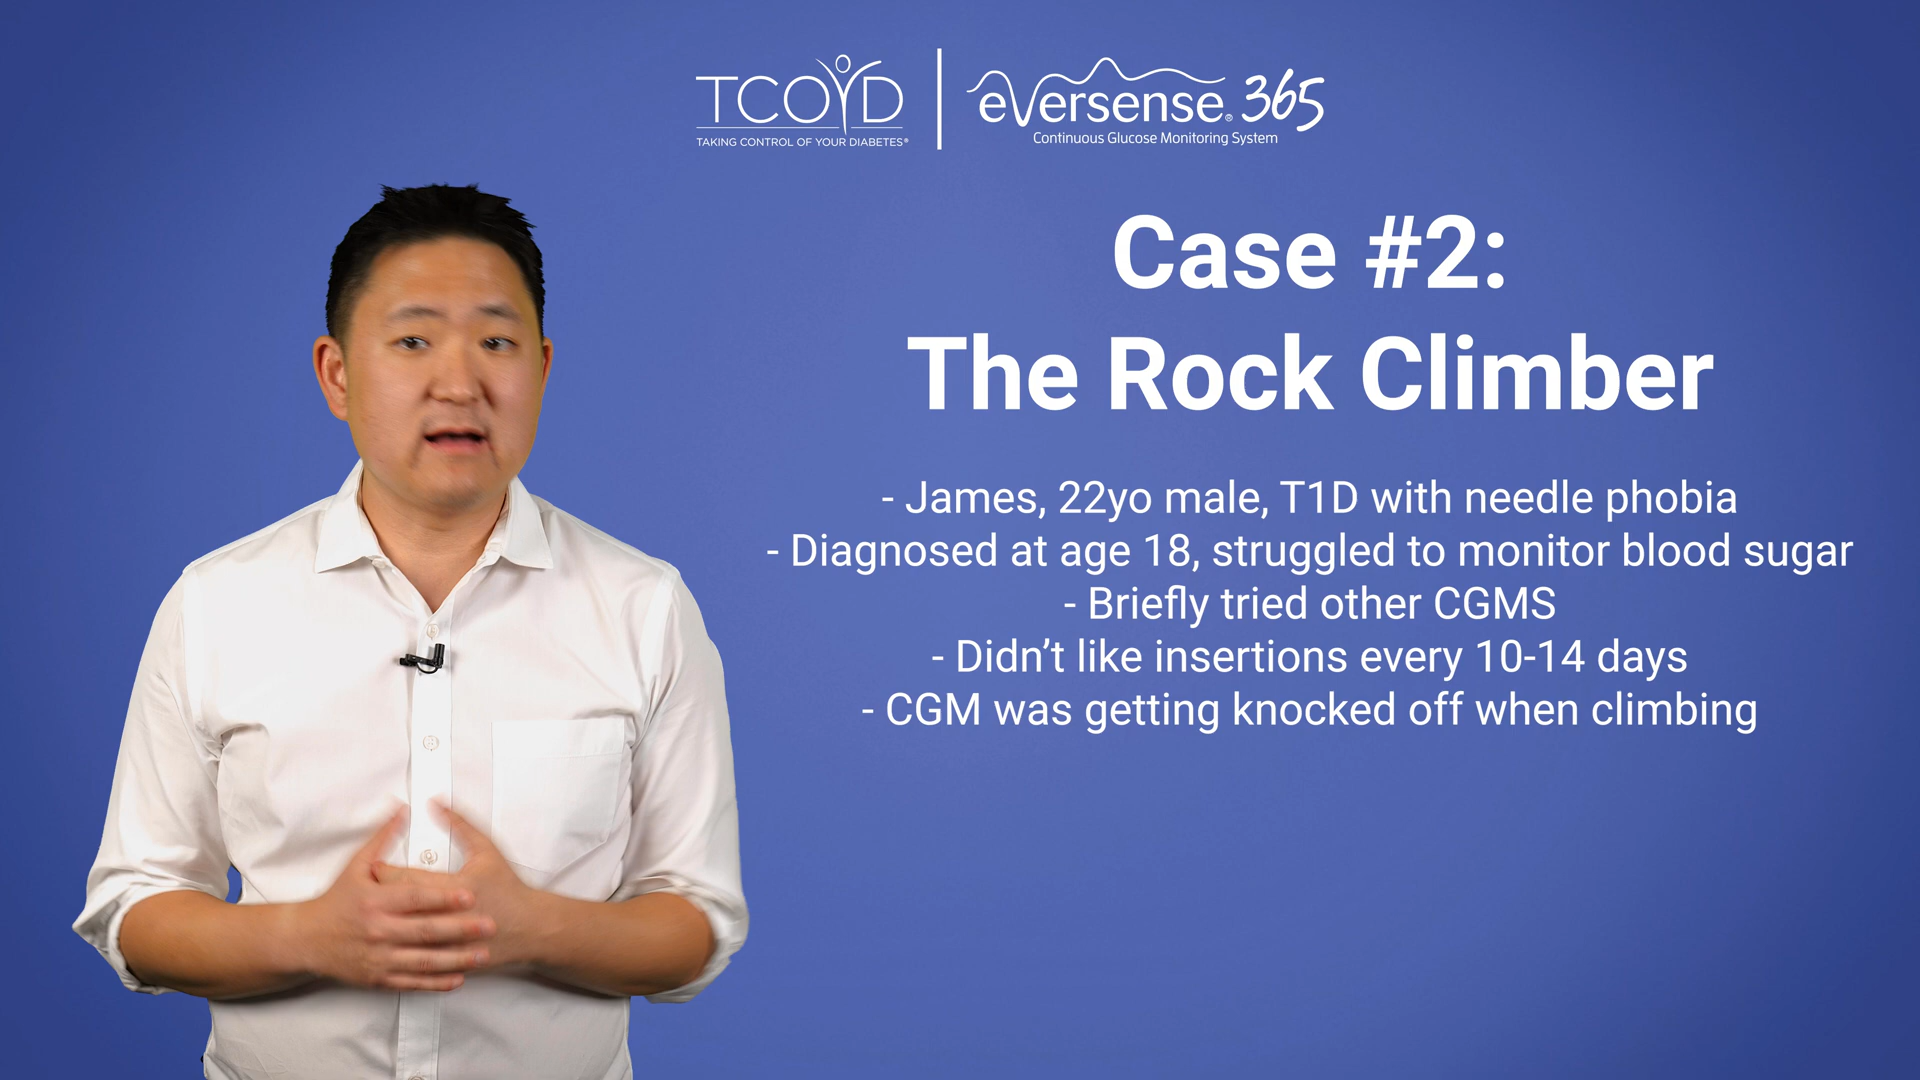 TCOYD
TAKING CONTROL OF YOUR DIABETES®
eversense® 365
Continuous Glucose Monitoring System
Case #2:
The Rock Climber
- James, 22yo male, T1D with needle phobia
- Diagnosed at age 18, struggled to monitor blood sugar
- Briefly tried other CGMS
- Didn’t like insertions every 10-14 days
- CGM was getting knocked off when climbing